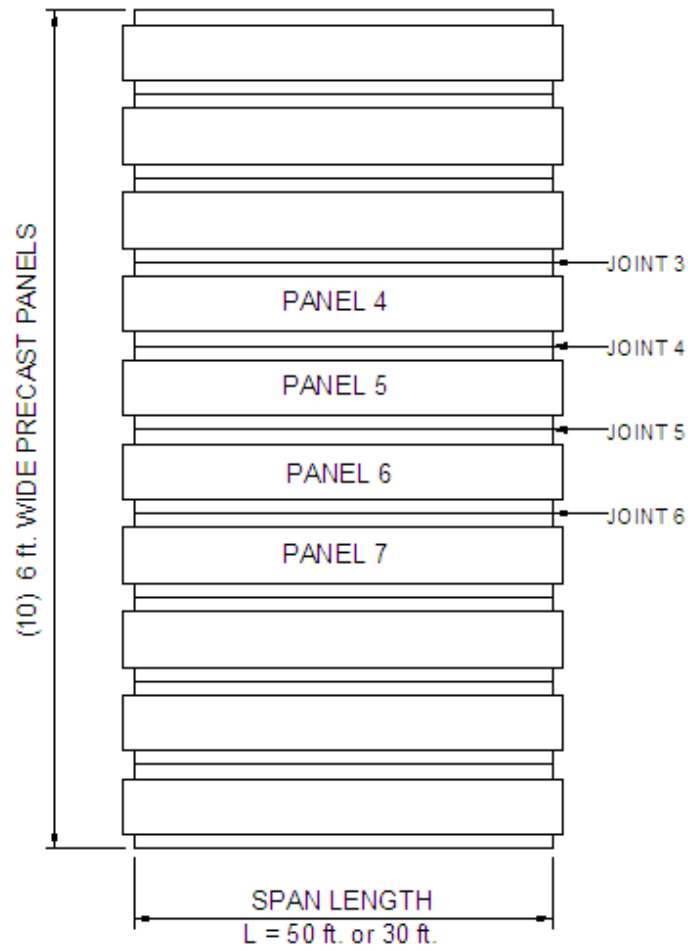 (10) 6 ft. WIDE PRECAST PANELS
JOINT 3
PANEL 4
JOINT 4
PANEL 5
JOINT 5
PANEL 6
JOINT 6
PANEL 7
SPAN LENGTH
L = 50 ft. or 30 ft.